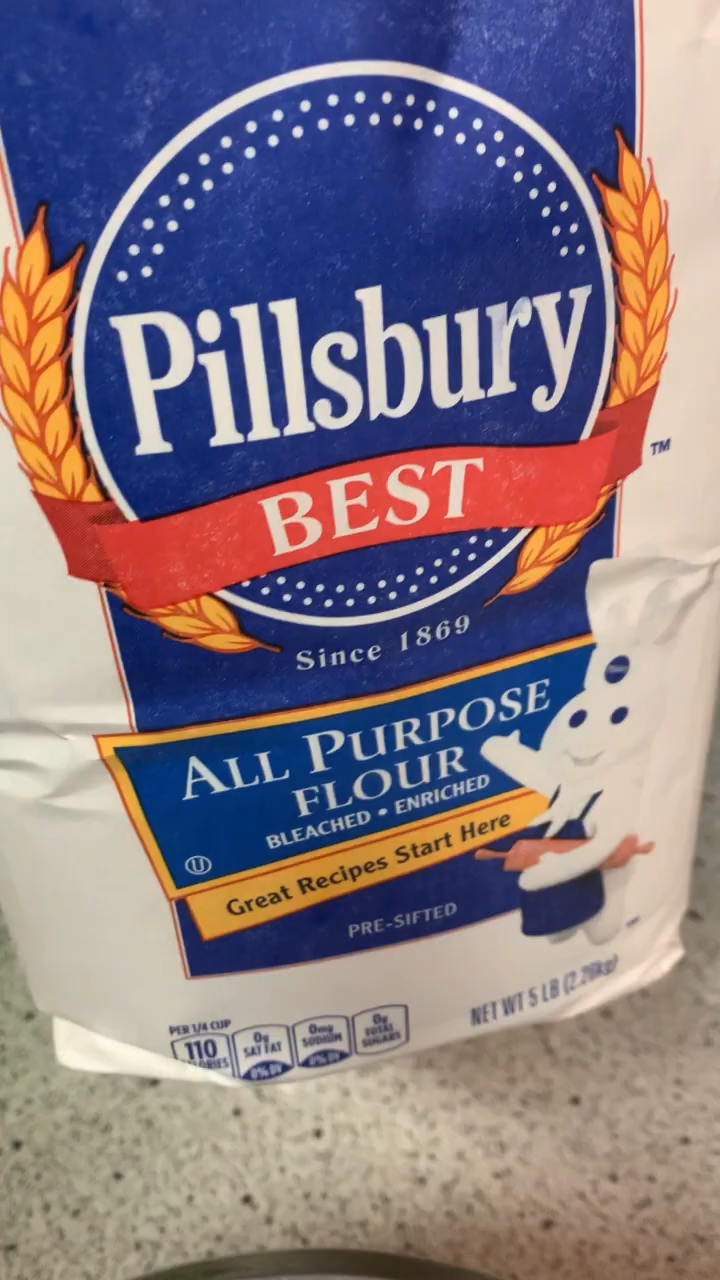 Pillsbury
BEST
TM
Since 1869
ALL PURPOSE
FLOUR
BLEACHED • ENRICHED
U
Great Recipes Start Here
PRE-SIFTED
NET WT 5 LB (2.26kg)
PER 1/4 CUP
110
CALORIES
0g
SAT FAT
0% DV
0mg
SODIUM
0% DV
0g
TOTAL
SUGARS